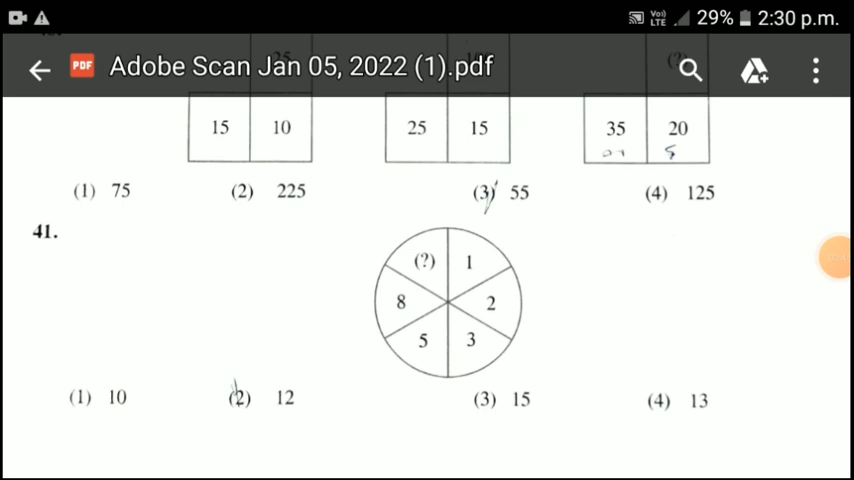 29% 2:30 p.m.
PDF Adobe Scan Jan 05, 2022 (1).pdf
15 10 25 15 35 20
(1) 75 (2) 225 (3) 55 (4) 125
41.
(?) 1
8 2
5 3
(1) 10 (2) 12 (3) 15 (4) 13